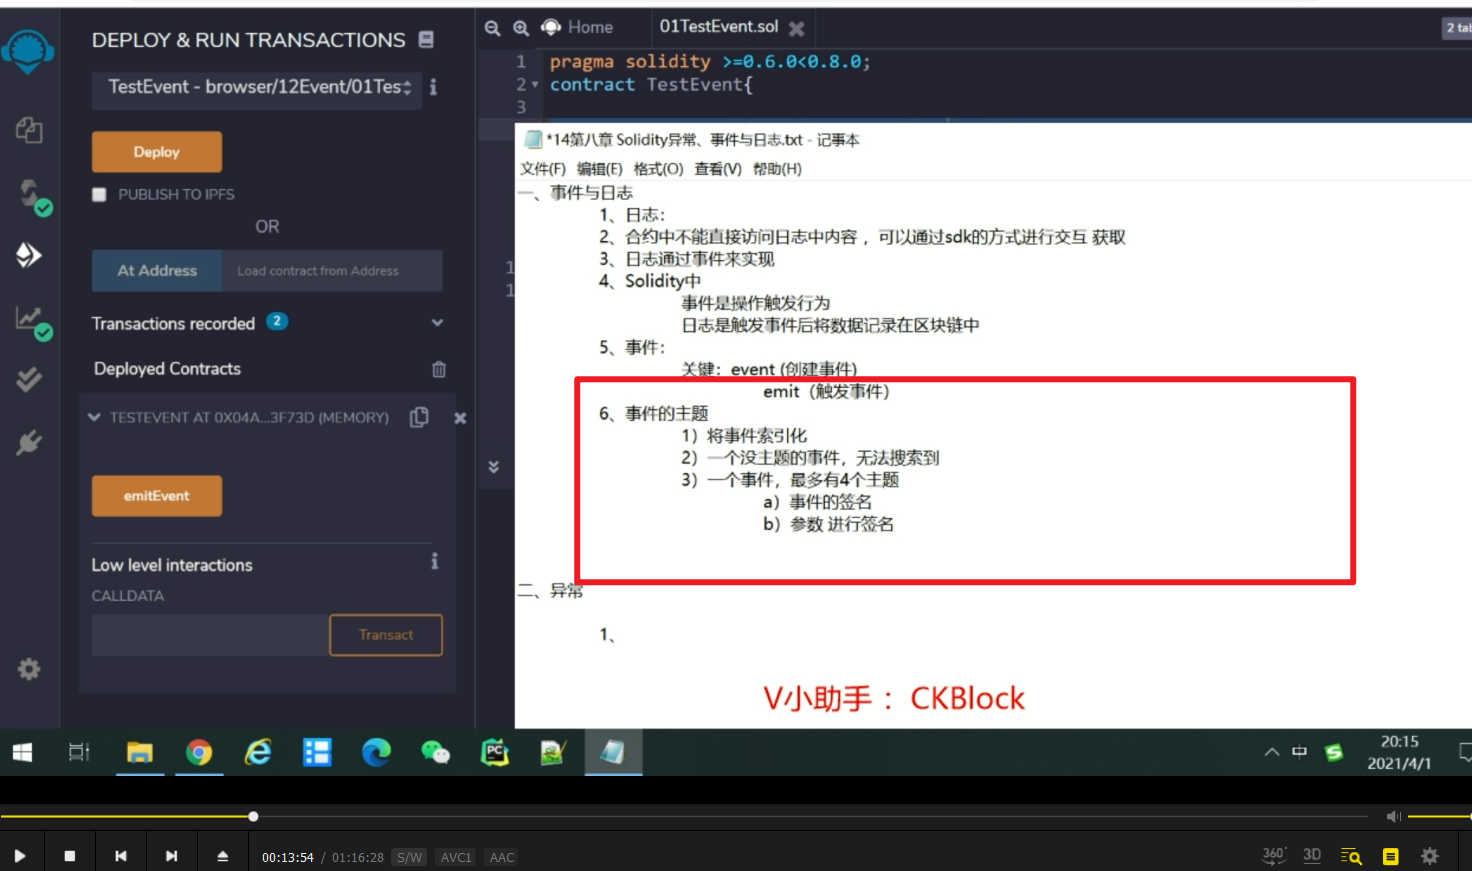 DEPLOY & RUN TRANSACTIONS
TestEvent - browser/12Event/01Tes
Deploy
PUBLISH TO IPFS
OR
At Address
Load contract from Address
Transactions recorded 2
Deployed Contracts
TESTEVENT AT 0X04A...3F73D (MEMORY)
emitEvent
Low level interactions
CALLDATA
Transact
Home
01TestEvent.sol
2 tab
1 pragma solidity >=0.6.0<0.8.0;
2 contract TestEvent{
3
1
1
*14第八章 Solidity异常、事件与日志.txt - 记事本
文件(F) 编辑(E) 格式(O) 查看(V) 帮助(H)
一、事件与日志
1、日志：
2、合约中不能直接访问日志中内容 ，可以通过sdk的方式进行交互 获取
3、日志通过事件来实现
4、Solidity中
事件是操作触发行为
日志是触发事件后将数据记录在区块链中
5、事件：
关键：event (创建事件)
emit（触发事件）
6、事件的主题
1）将事件索引化
2）一个没主题的事件，无法搜索到
3）一个事件，最多有4个主题
a）事件的签名
b）参数 进行签名
二、异常
1、
V小助手 ：CKBlock
中
20:15
2021/4/1
00:13:54 / 01:16:28 S/W AVC1 AAC
360°
3D